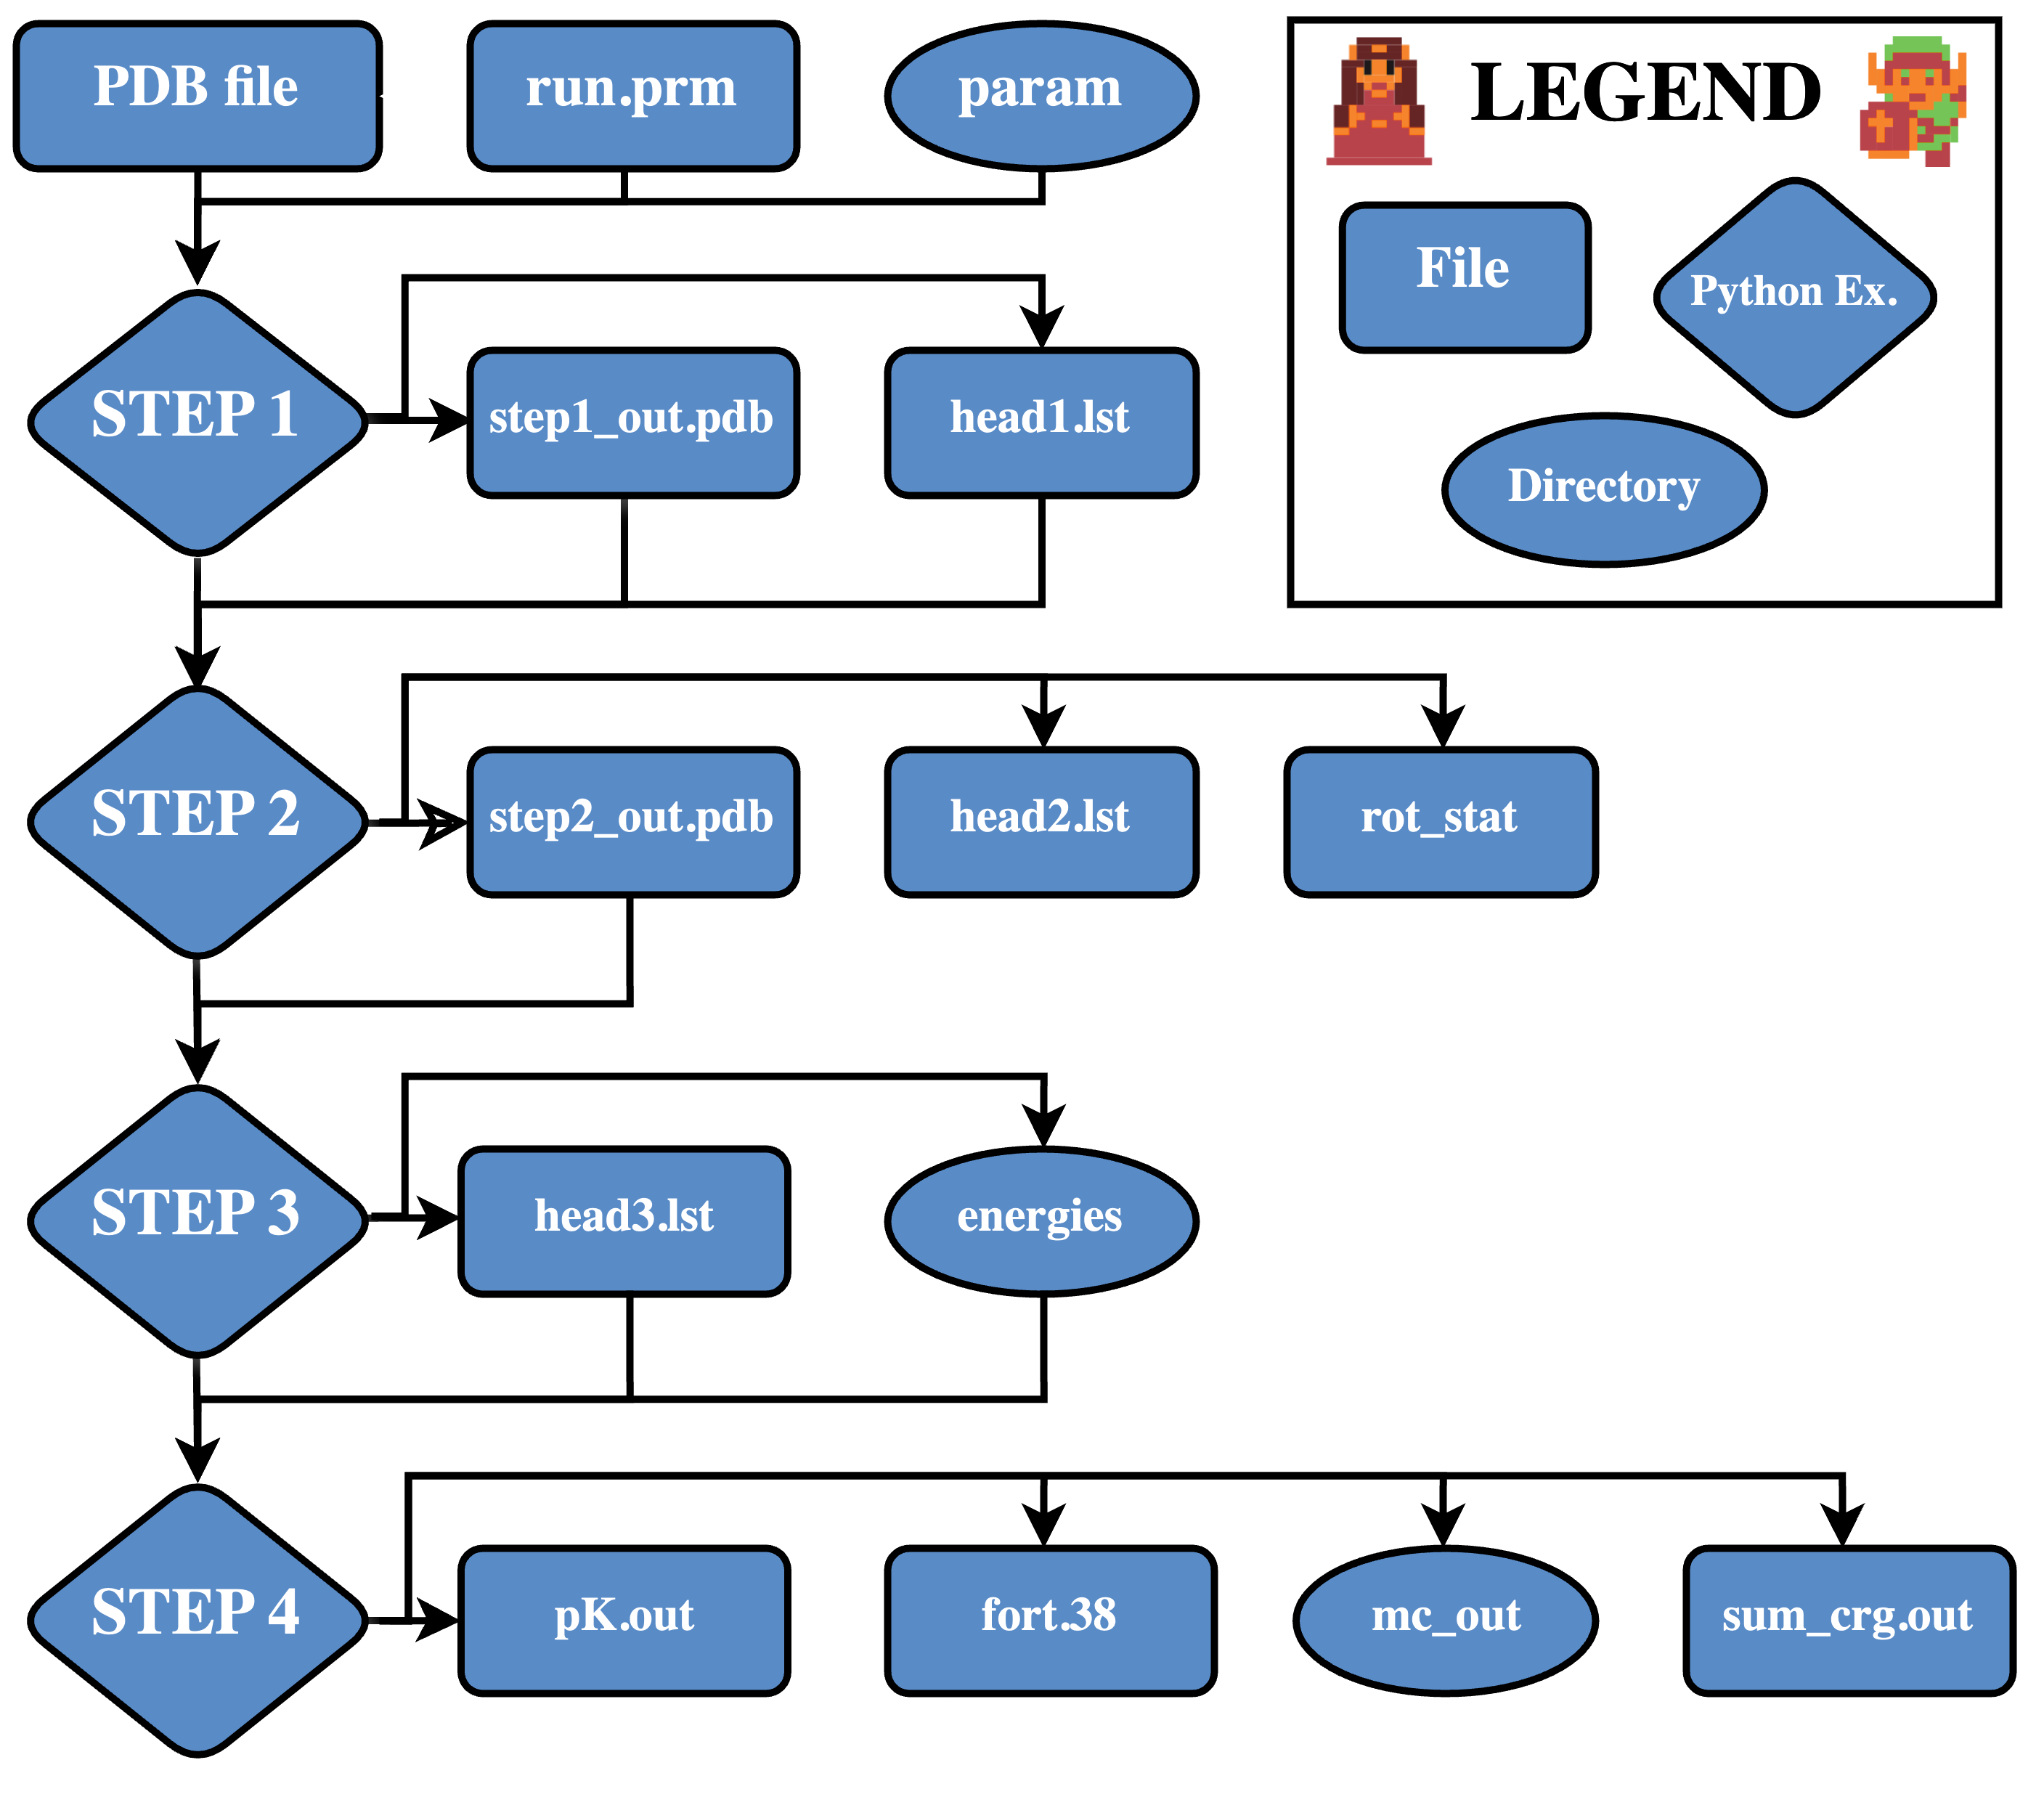 PDB file
run.prm
param
LEGEND
File
Python Ex.
Directory
STEP 1
step1_out.pdb
head1.lst
STEP 2
step2_out.pdb
head2.lst
rot_stat
STEP 3
head3.lst
energies
STEP 4
pK.out
fort.38
mc_out
sum_crg.out